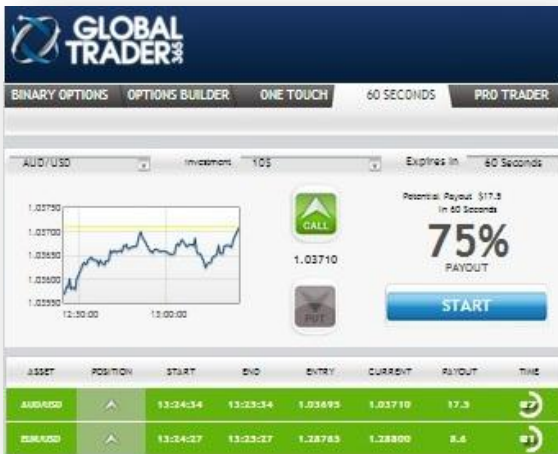 GLOBAL
TRADER365
BINARY OPTIONS OPTIONS BUILDER ONE TOUCH 60 SECONDS PRO TRADER
AUD/USD Investment 10$ Expires in 60 Seconds
Potential Payout $17.5
in 60 Seconds
75%
PAYOUT
CALL
1.03710
PUT
START
1.03750
1.03700
1.03650
1.03600
1.03550
12:30:00 13:00:00
ASSET POSITION START END ENTRY CURRENT PAYOUT TIME
AUD/USD 13:24:34 13:25:34 1.03695 1.03710 17.5
EUR/USD 13:24:27 13:25:27 1.28765 1.28800 8.6